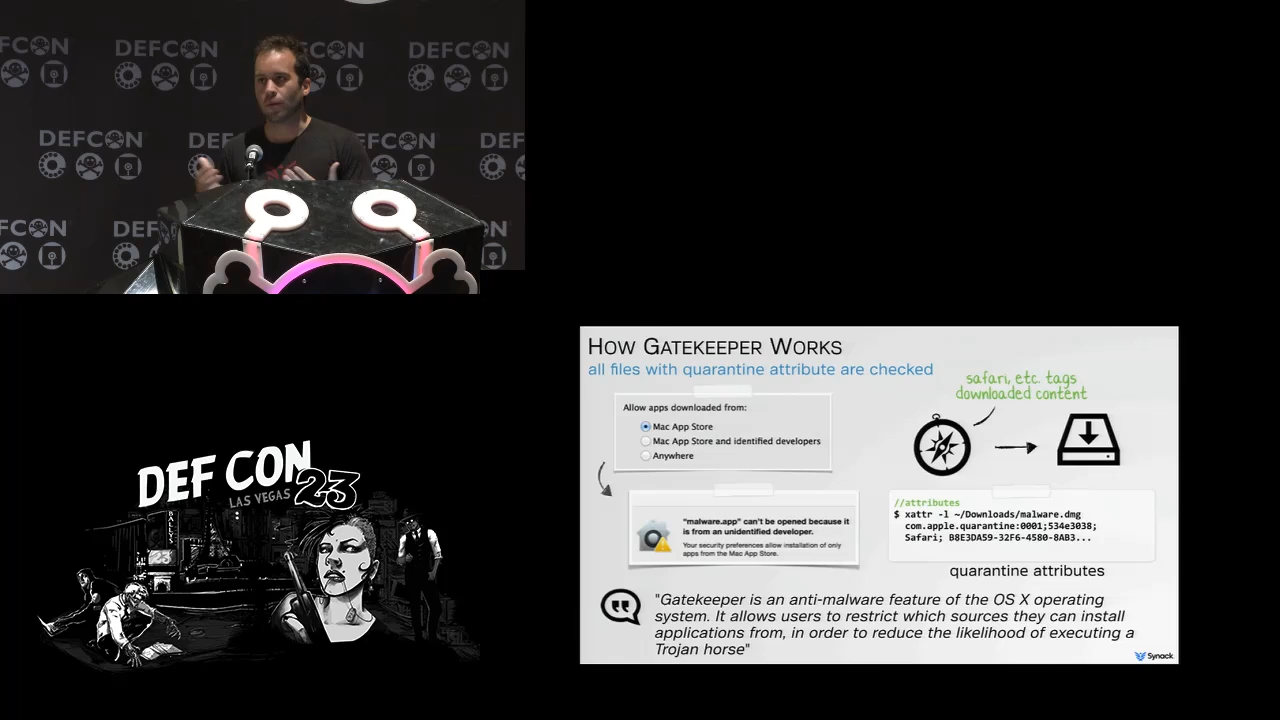 DEFCON
DEFCON
DEFCON
DEFCON
DEFCON
DEFCON
HOW GATEKEEPER WORKS
all files with quarantine attribute are checked
safari, etc. tags
downloaded content
Allow apps downloaded from:
Mac App Store
Mac App Store and identified developers
Anywhere
"malware.app" can't be opened because it
is from an unidentified developer.
Your security preferences allow installation of only
apps from the Mac App Store.
//attributes
$ xattr -l ~/Downloads/malware.dmg
com.apple.quarantine:0001;534e3038;
Safari; B8E3DA59-32F6-4580-8AB3...
quarantine attributes
"Gatekeeper is an anti-malware feature of the OS X operating
system. It allows users to restrict which sources they can install
applications from, in order to reduce the likelihood of executing a
Trojan horse"
Synack
DEF CON
LAS VEGAS 23
BALLYS